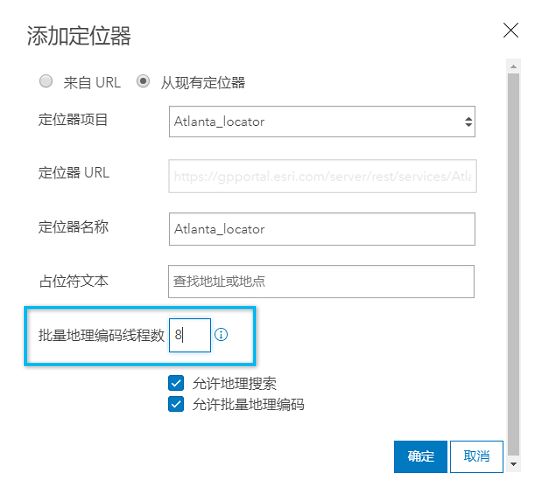 添加定位器
来自 URL 从现有定位器
定位器项目 Atlanta_locator
定位器 URL https://gpportal.esri.com/server/rest/services/Atla
定位器名称 Atlanta_locator
占位符文本 查找地址或地点
批量地理编码线程数 8
允许地理搜索
允许批量地理编码
确定 取消